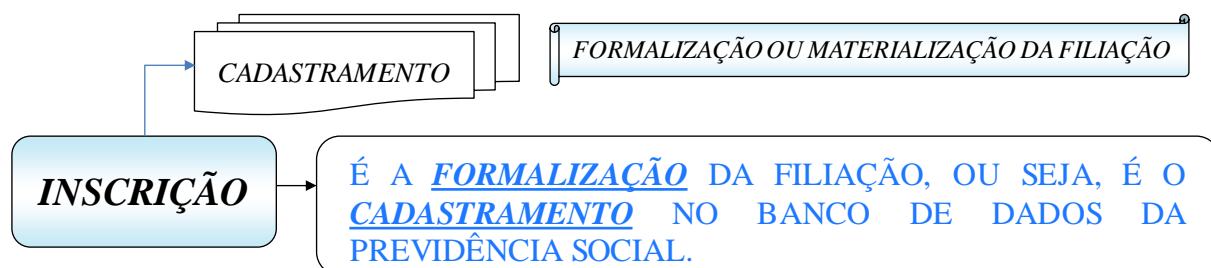 CADASTRAMENTO
FORMALIZAÇÃO OU MATERIALIZAÇÃO DA FILIAÇÃO
INSCRIÇÃO
É A FORMALIZAÇÃO DA FILIAÇÃO, OU SEJA, É O
CADASTRAMENTO NO BANCO DE DADOS DA
PREVIDÊNCIA SOCIAL.